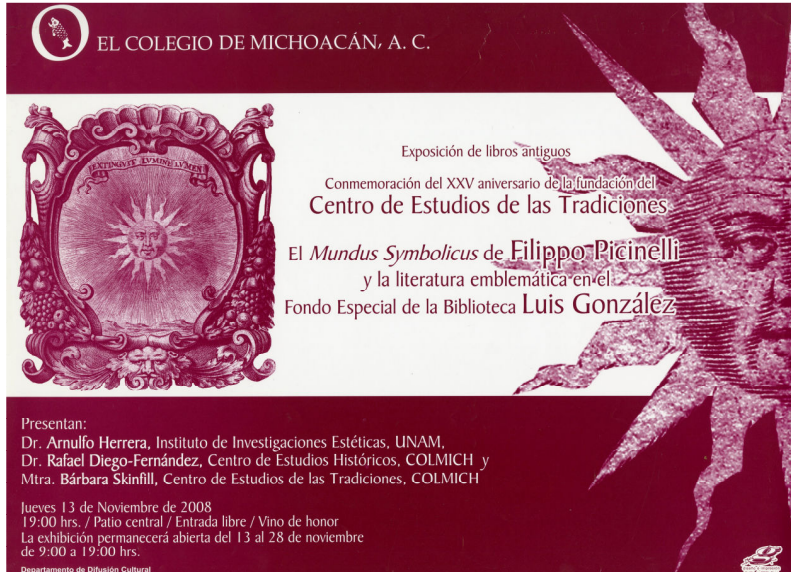 EL COLEGIO DE MICHOACÁN, A. C.
EXTINGUIT LUMINE LUMEN
Exposición de libros antiguos
Conmemoración del XXV aniversario de la fundación del
Centro de Estudios de las Tradiciones
El Mundus Symbolicus de Filippo Picinelli
y la literatura emblemática en el
Fondo Especial de la Biblioteca Luis González
Presentan:
Dr. Arnulfo Herrera, Instituto de Investigaciones Estéticas, UNAM,
Dr. Rafael Diego-Fernández, Centro de Estudios Históricos, COLMICH y
Mtra. Bárbara Skinfill, Centro de Estudios de las Tradiciones, COLMICH
Jueves 13 de Noviembre de 2008
19:00 hrs. / Patio central / Entrada libre / Vino de honor
La exhibición permanecerá abierta del 13 al 28 de noviembre
de 9:00 a 19:00 hrs.
Departamento de Difusión Cultural